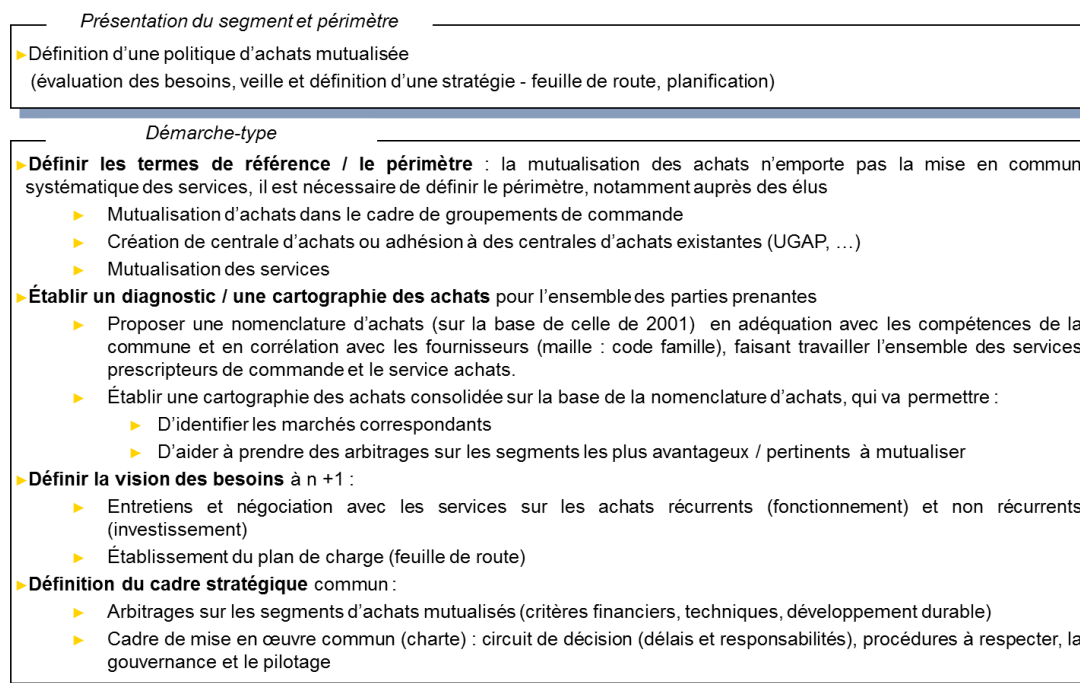 Présentation du segment et périmètre
►Définition d’une politique d’achats mutualisée
(évaluation des besoins, veille et définition d’une stratégie - feuille de route, planification)
Démarche-type
►Définir les termes de référence / le périmètre : la mutualisation des achats n’emporte pas la mise en commun
systématique des services, il est nécessaire de définir le périmètre, notamment auprès des élus
► Mutualisation d’achats dans le cadre de groupements de commande
► Création de centrale d’achats ou adhésion à des centrales d’achats existantes (UGAP, …)
► Mutualisation des services
►Établir un diagnostic / une cartographie des achats pour l’ensemble des parties prenantes
► Proposer une nomenclature d’achats (sur la base de celle de 2001) en adéquation avec les compétences de la
commune et en corrélation avec les fournisseurs (maille : code famille), faisant travailler l’ensemble des services
prescripteurs de commande et le service achats.
► Établir une cartographie des achats consolidée sur la base de la nomenclature d’achats, qui va permettre :
► D’identifier les marchés correspondants
► D’aider à prendre des arbitrages sur les segments les plus avantageux / pertinents à mutualiser
►Définir la vision des besoins à n +1 :
► Entretiens et négociation avec les services sur les achats récurrents (fonctionnement) et non récurrents
(investissement)
► Établissement du plan de charge (feuille de route)
►Définition du cadre stratégique commun :
► Arbitrages sur les segments d’achats mutualisés (critères financiers, techniques, développement durable)
► Cadre de mise en œuvre commun (charte) : circuit de décision (délais et responsabilités), procédures à respecter, la
gouvernance et le pilotage